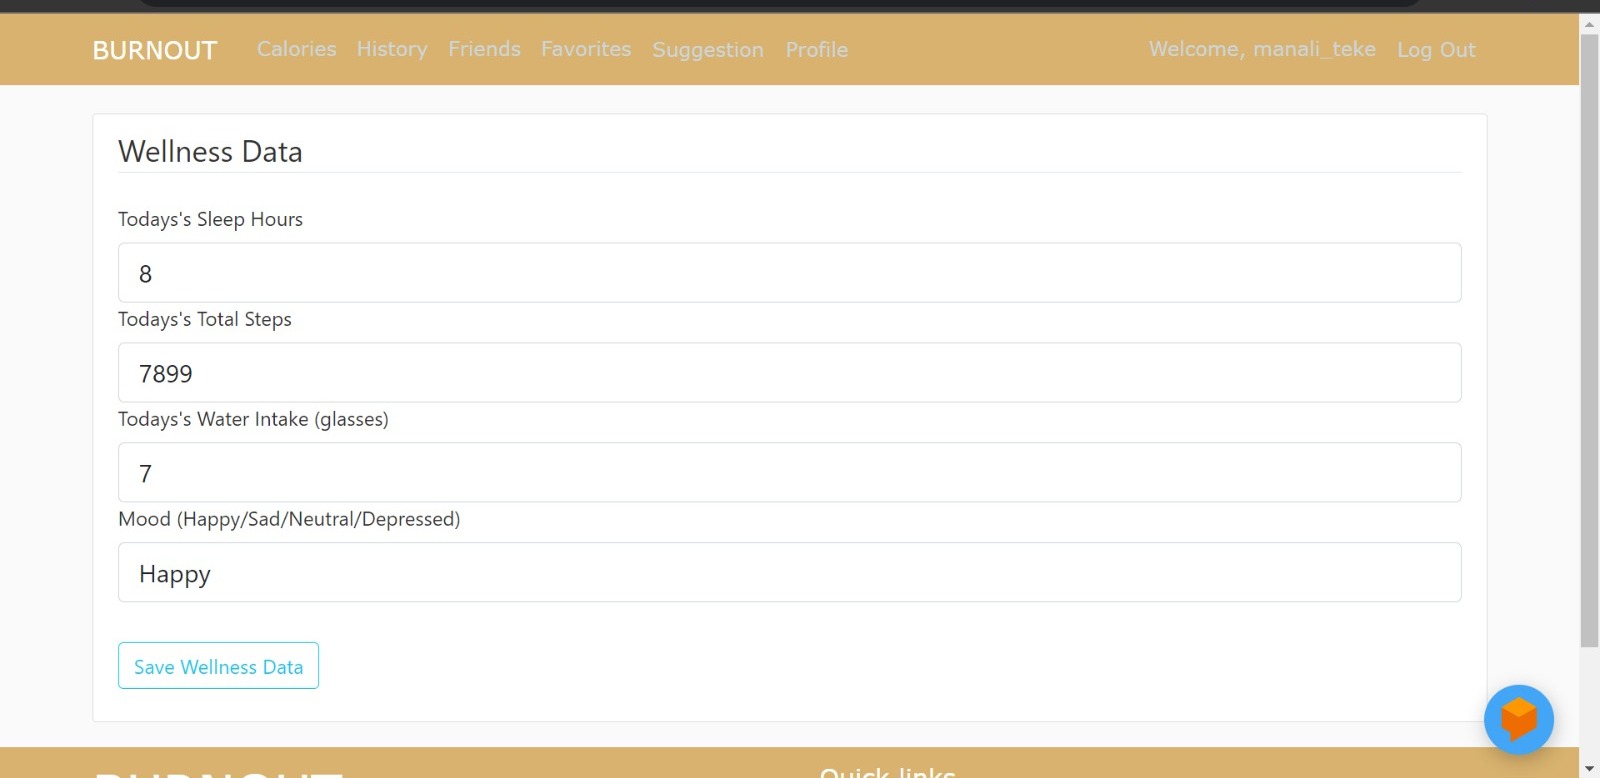 BURNOUT Calories History Friends Favorites Suggestion Profile Welcome, manali_teke Log Out
Wellness Data
Todays's Sleep Hours
8
Todays's Total Steps
7899
Todays's Water Intake (glasses)
7
Mood (Happy/Sad/Neutral/Depressed)
Happy
Save Wellness Data
BURNOUT Quick links